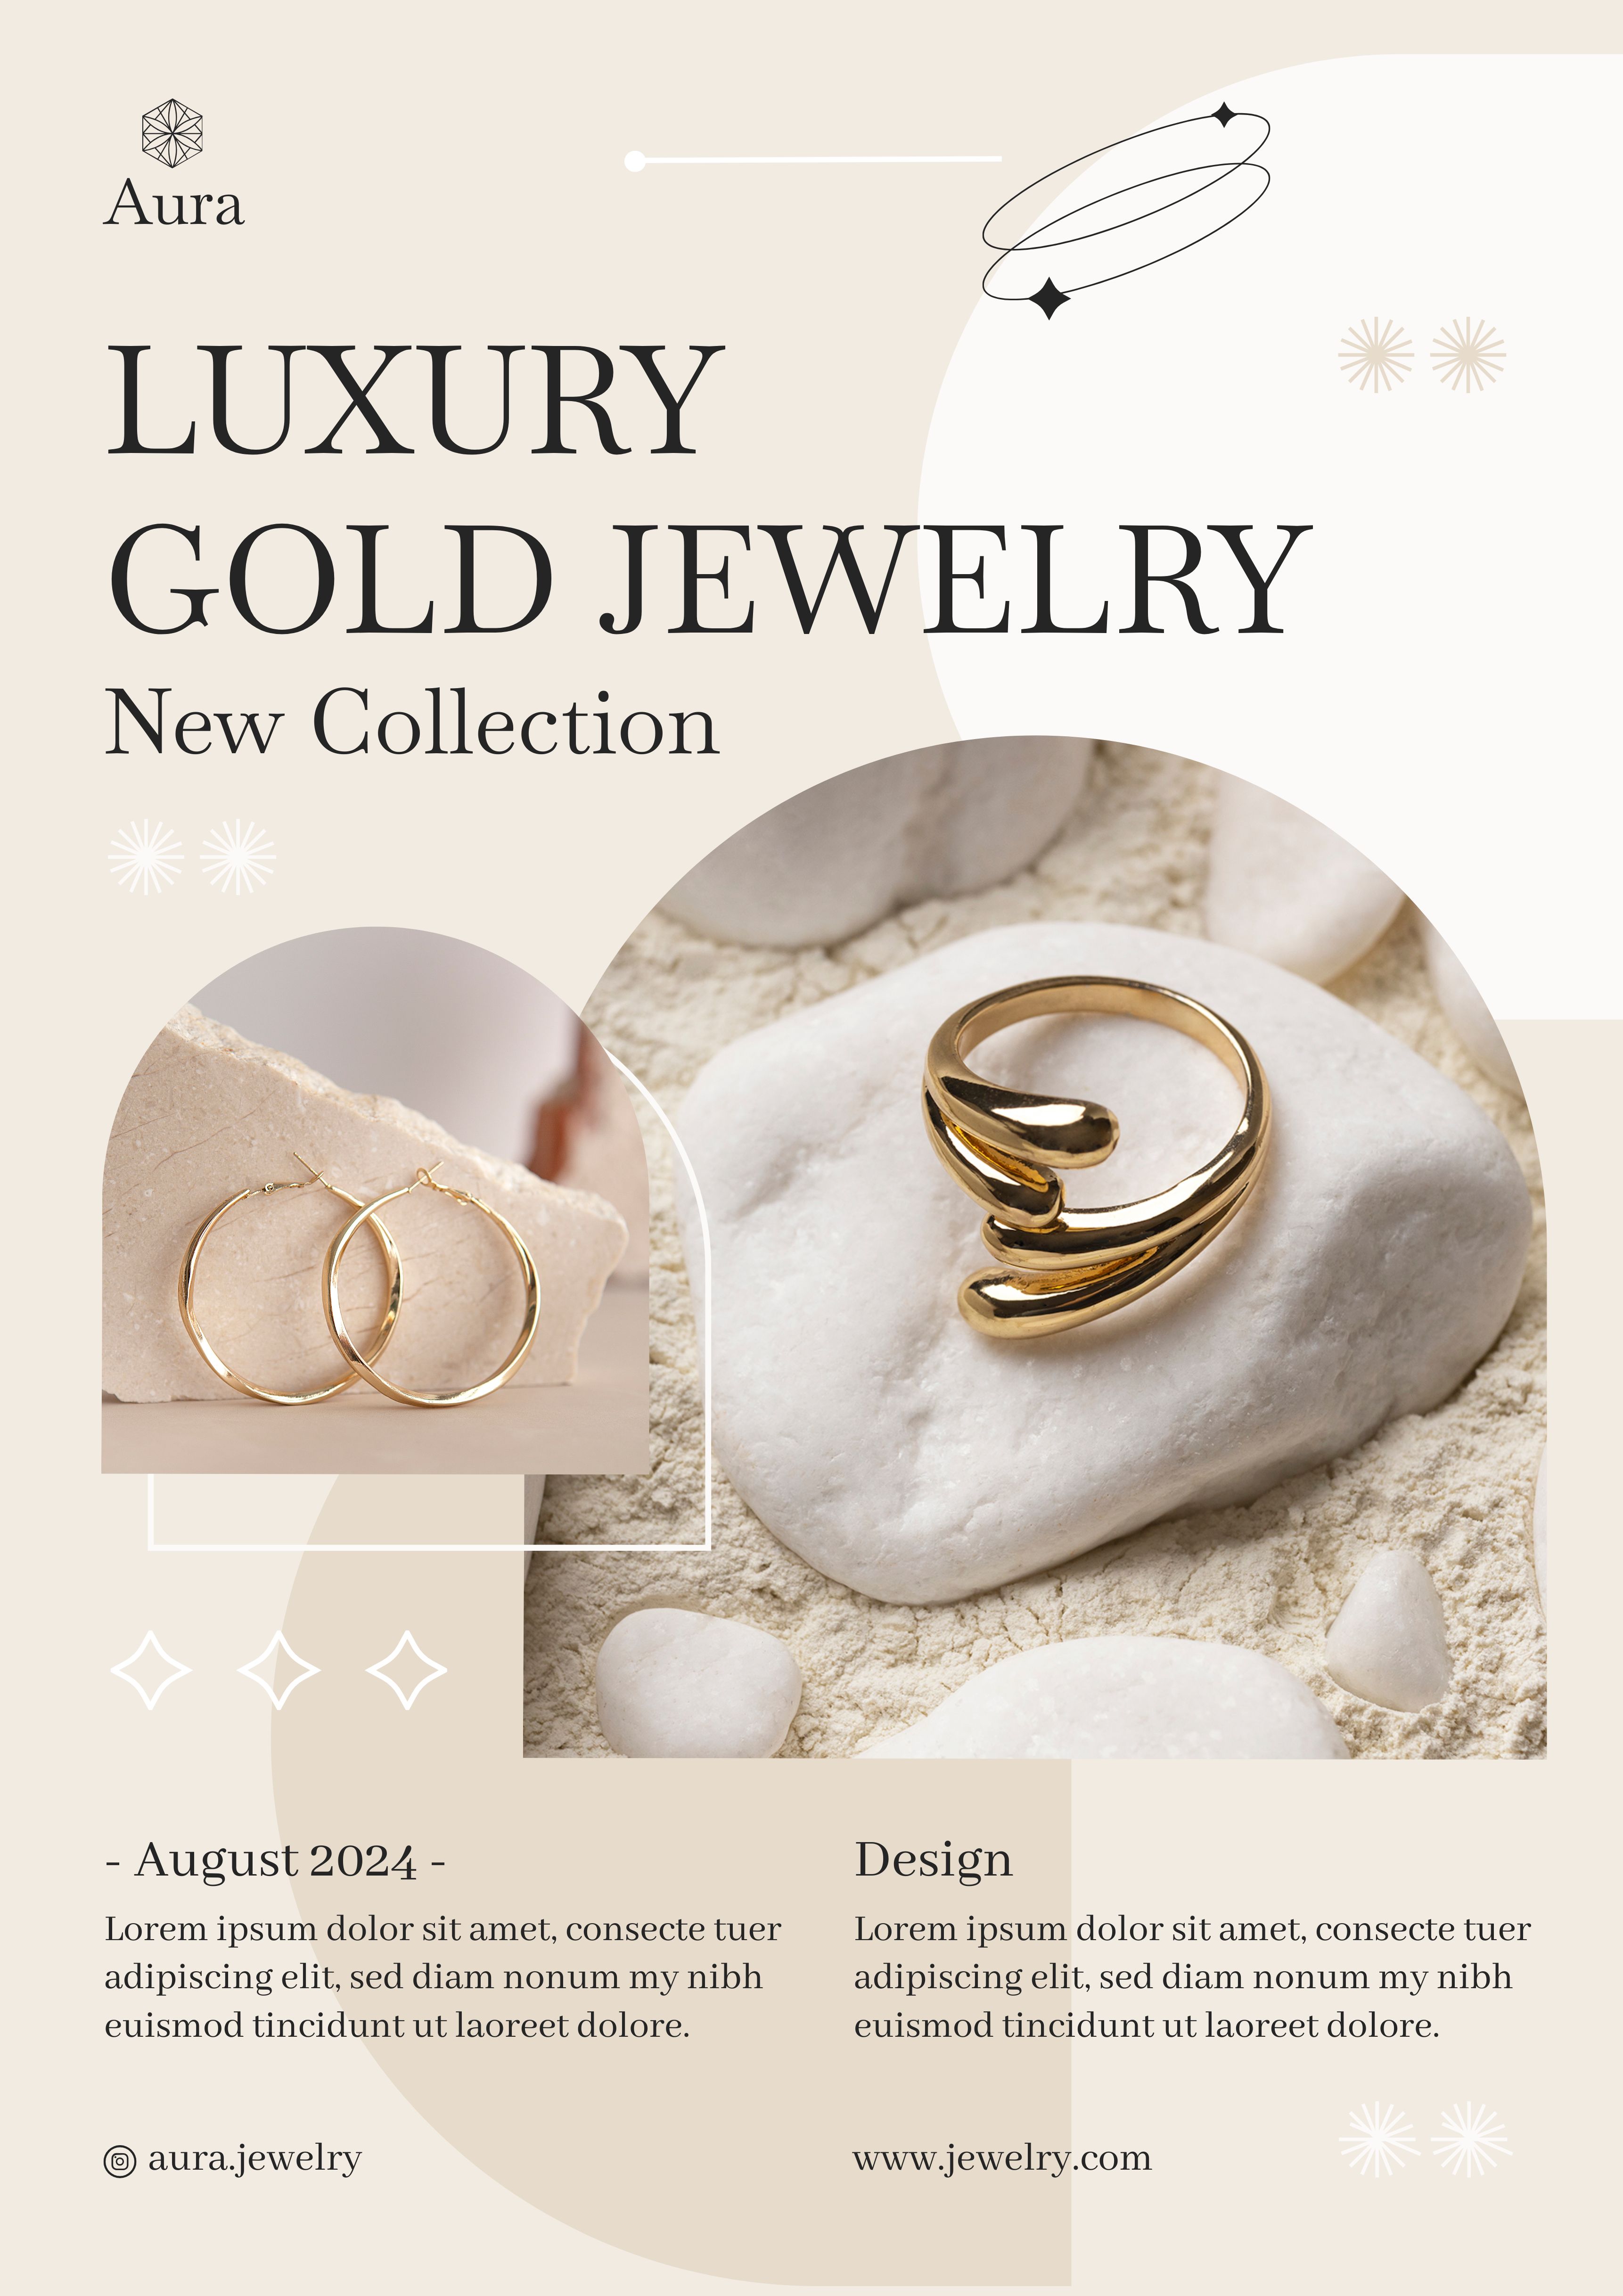 Aura
LUXURY
GOLD JEWELRY
New Collection
- August 2024 -
Lorem ipsum dolor sit amet, consecte tuer
adipiscing elit, sed diam nonum my nibh
euismod tincidunt ut laoreet dolore.
Design
Lorem ipsum dolor sit amet, consecte tuer
adipiscing elit, sed diam nonum my nibh
euismod tincidunt ut laoreet dolore.
aura.jewelry
www.jewelry.com